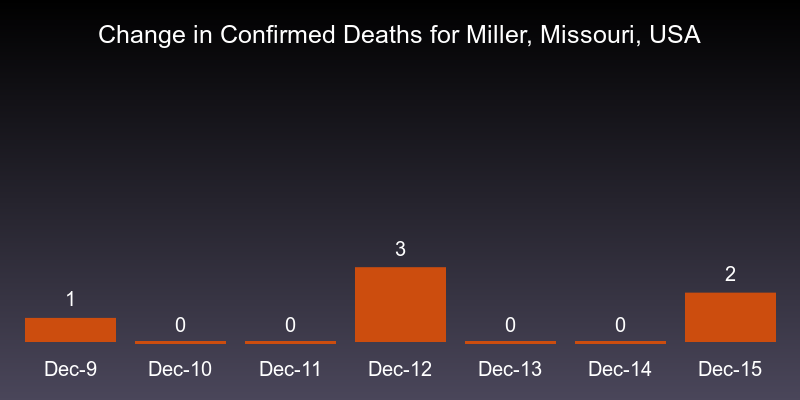 Change in Confirmed Deaths for Miller, Missouri, USA
1
0
0
3
0
0
2
Dec-9
Dec-10
Dec-11
Dec-12
Dec-13
Dec-14
Dec-15